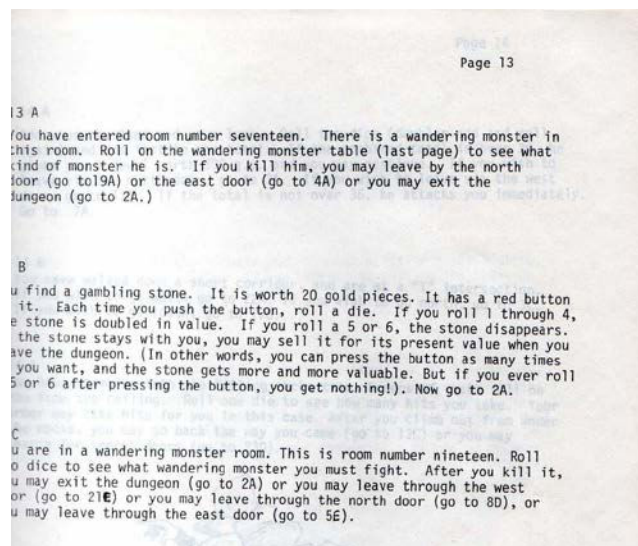 Page 13
13 A
You have entered room number seventeen. There is a wandering monster in
this room. Roll on the wandering monster table (last page) to see what
kind of monster he is. If you kill him, you may leave by the north
door (go to19A) or the east door (go to 4A) or you may exit the
dungeon (go to 2A.)
B
u find a gambling stone. It is worth 20 gold pieces. It has a red button
it. Each time you push the button, roll a die. If you roll 1 through 4,
e stone is doubled in value. If you roll a 5 or 6, the stone disappears.
the stone stays with you, you may sell it for its present value when you
ave the dungeon. (In other words, you can press the button as many times
you want, and the stone gets more and more valuable. But if you ever roll
5 or 6 after pressing the button, you get nothing!). Now go to 2A.
C
u are in a wandering monster room. This is room number nineteen. Roll
o dice to see what wandering monster you must fight. After you kill it,
u may exit the dungeon (go to 2A) or you may leave through the west
or (go to 21E) or you may leave through the north door (go to 8D), or
u may leave through the east door (go to 5E).